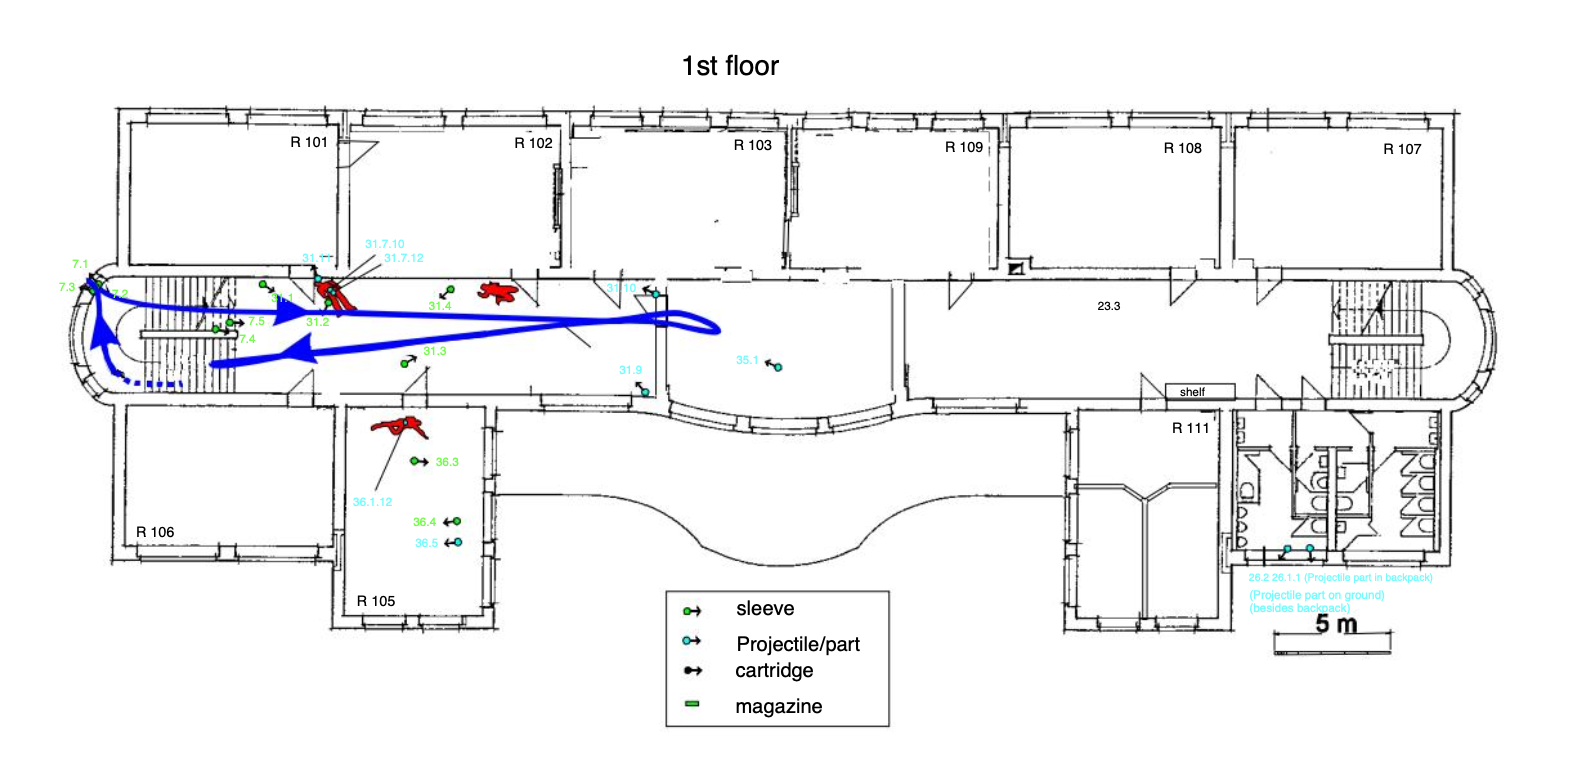 1st floor
R 101
R 102
R 103
R 109
R 108
R 107
31.7.10
31.11
31.7.12
7.1
7.3
7.2
31.1
31.4
31.10
23.3
31.2
7.5
7.4
31.3
35.1
31.9
shelf
R 111
36.3
36.1.12
36.4
R 106
36.5
26.2 26.1.1 (Projectile part in backpack)
(Projectile part on ground)
(besides backpack)
R 105
5 m
sleeve
Projectile/part
cartridge
magazine